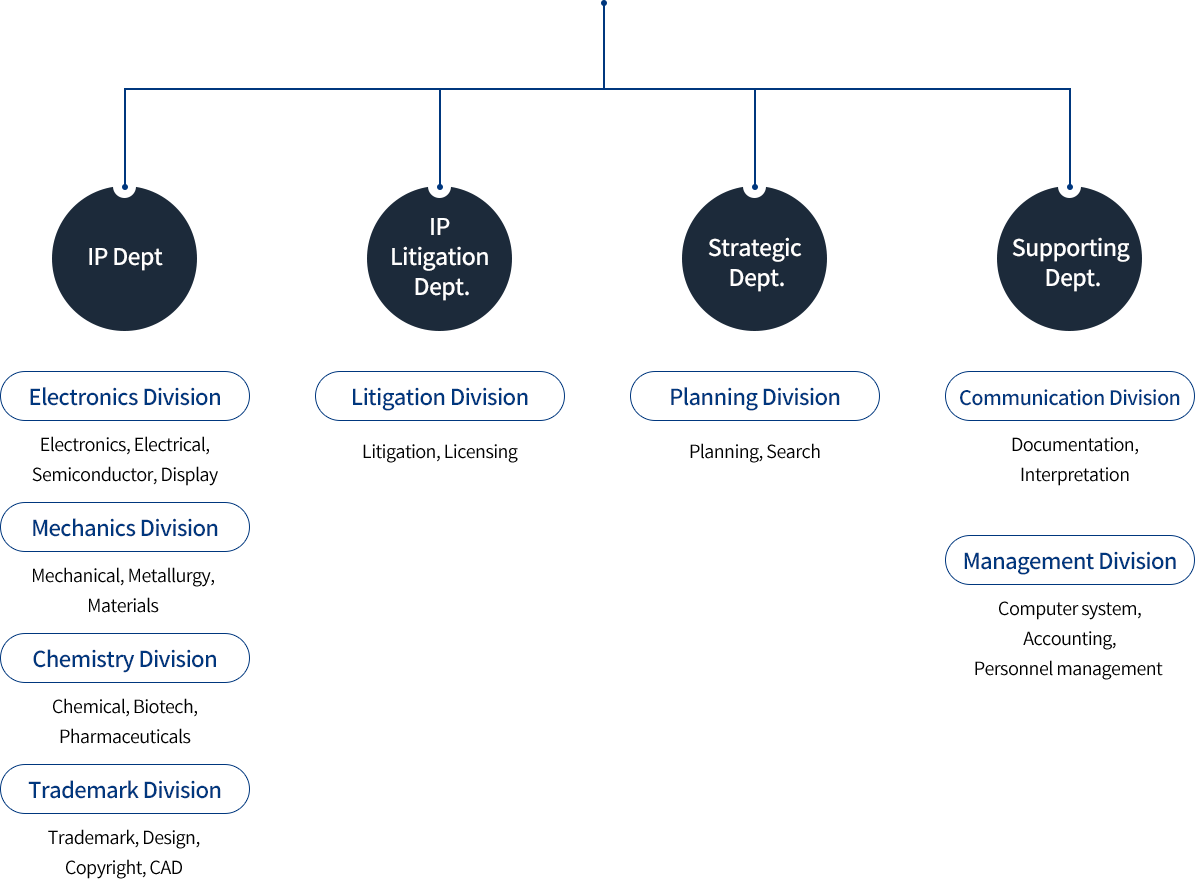 IP Dept
IP
Litigation
Dept.
Strategic
Dept.
Supporting
Dept.
Electronics Division
Electronics, Electrical,
Semiconductor, Display
Mechanics Division
Mechanical, Metallurgy,
Materials
Chemistry Division
Chemical, Biotech,
Pharmaceuticals
Trademark Division
Trademark, Design,
Copyright, CAD
Litigation Division
Litigation, Licensing
Planning Division
Planning, Search
Communication Division
Documentation,
Interpretation
Management Division
Computer system,
Accounting,
Personnel management